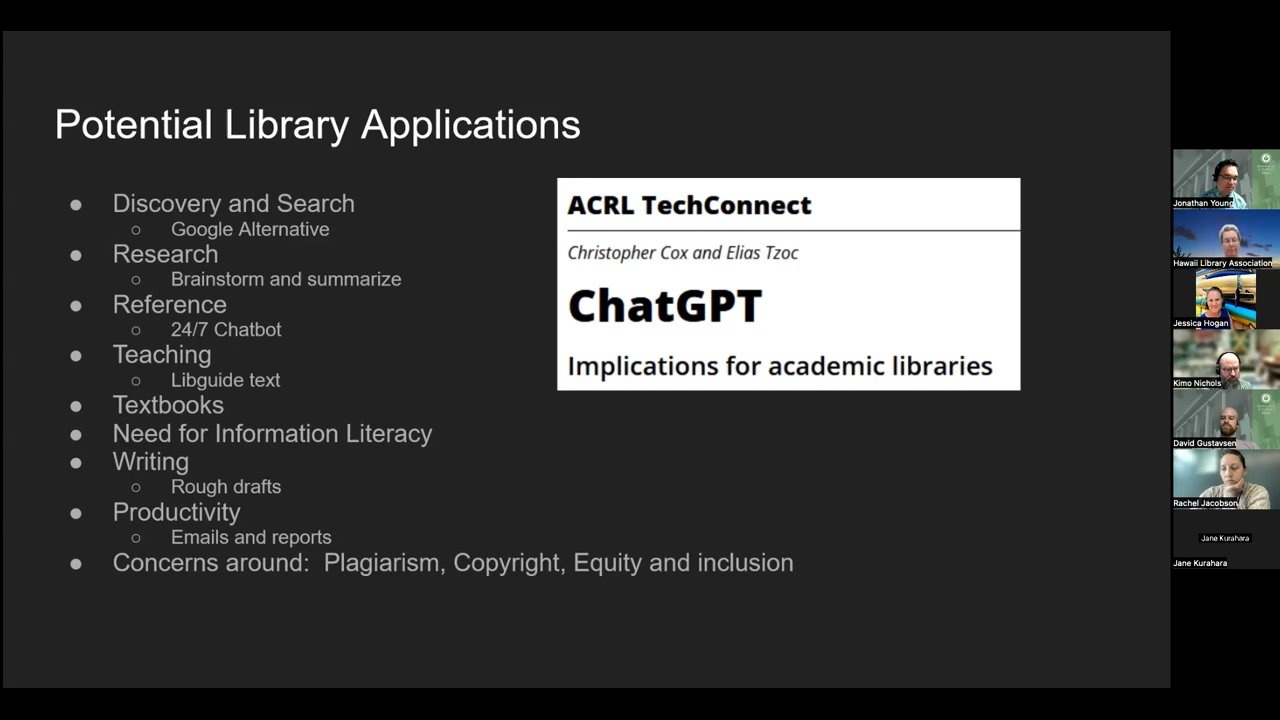 Potential Library Applications
● Discovery and Search
○ Google Alternative
● Research
○ Brainstorm and summarize
● Reference
○ 24/7 Chatbot
● Teaching
○ Libguide text
● Textbooks
● Need for Information Literacy
● Writing
○ Rough drafts
● Productivity
○ Emails and reports
● Concerns around:  Plagiarism, Copyright, Equity and inclusion
ACRL TechConnect
Christopher Cox and Elias Tzoc
ChatGPT
Implications for academic libraries
Jonathan Young
Hawaii Library Association
Jessica Hogan
Kimo Nichols
David Gustavsen
Rachel Jacobson
Jane Kurahara
Jane Kurahara